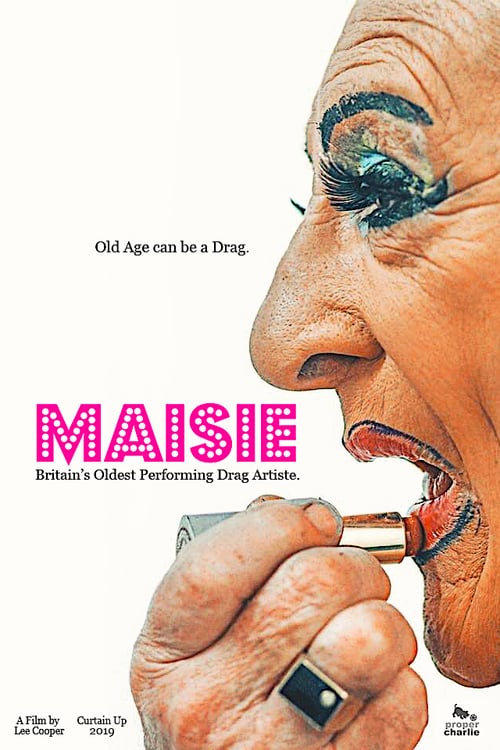 Old Age can be a Drag.
MAISIE
Britain's Oldest Performing Drag Artiste.
A Film by
Lee Cooper
Curtain Up
2019
proper
charlie